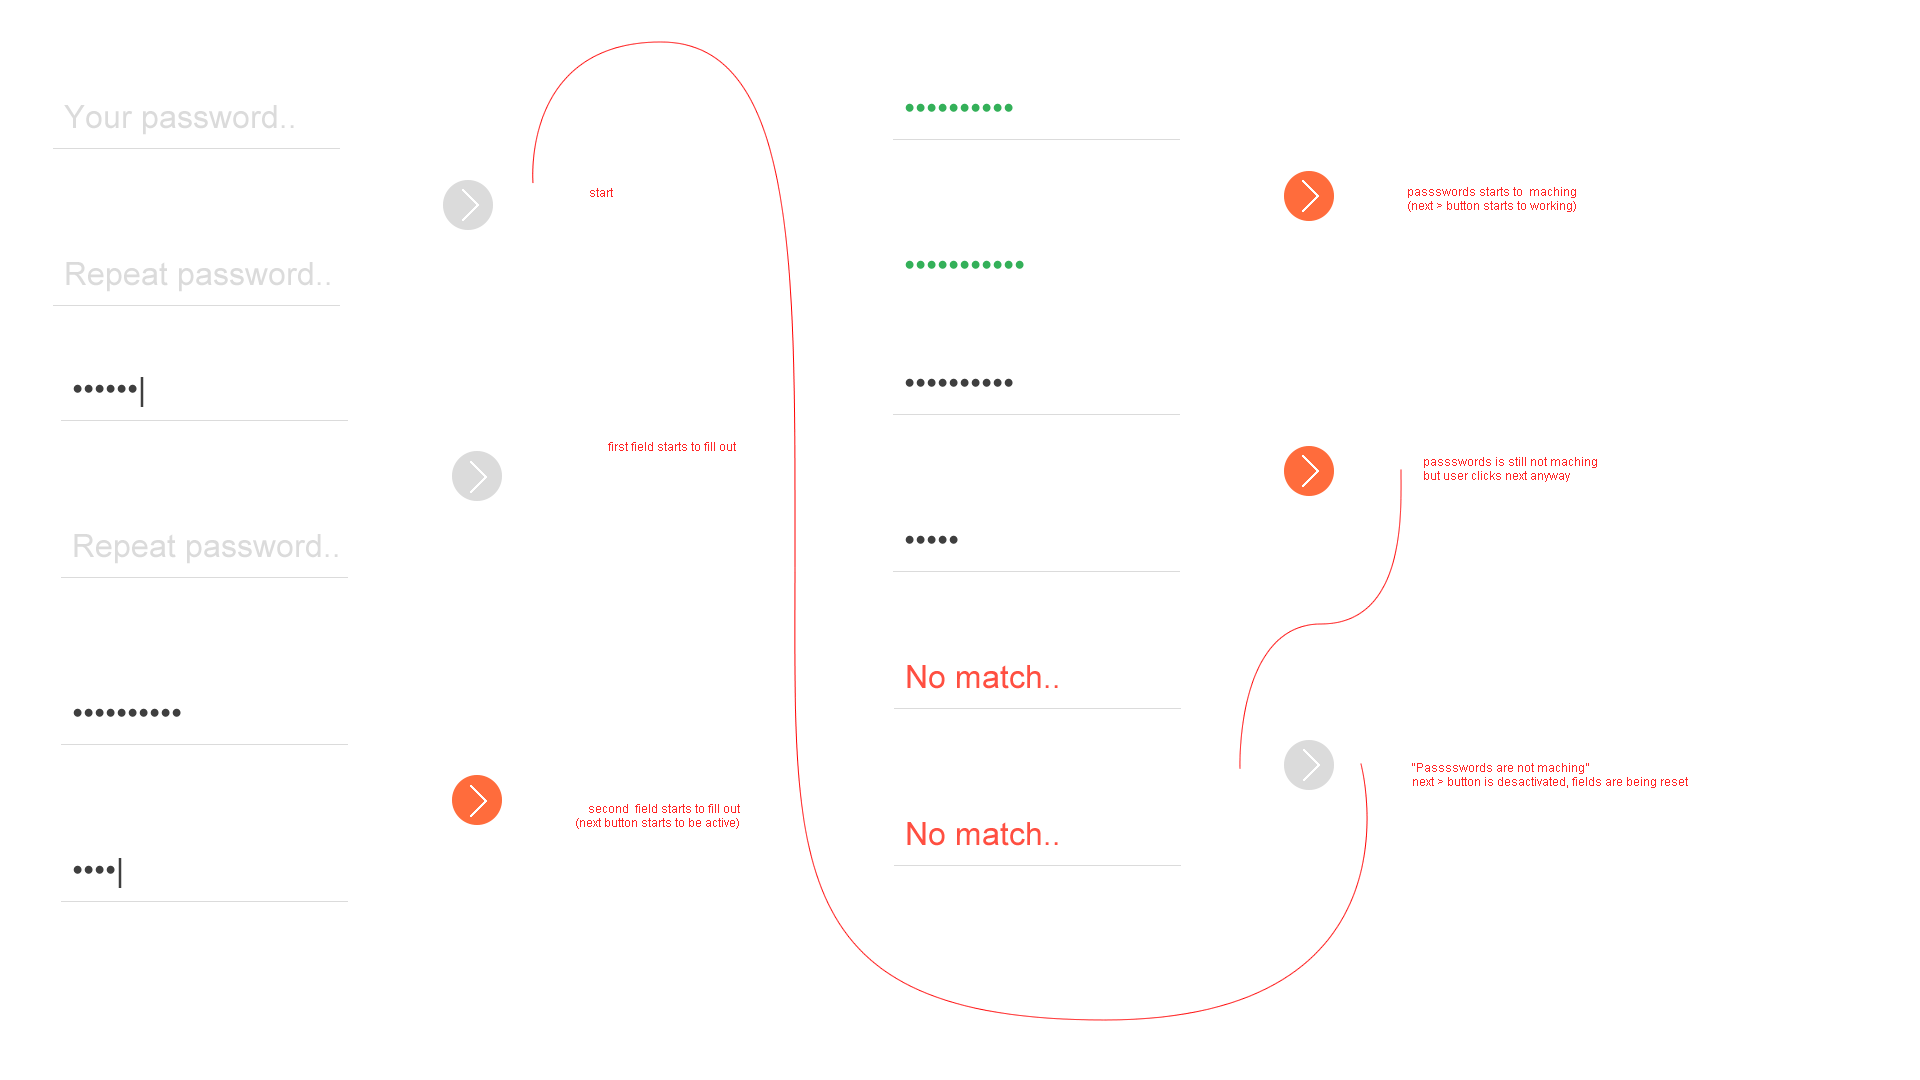 Your password..
start
Repeat password..
••••••|
first field starts to fill out
Repeat password..
••••••••••
second  field starts to fill out
(next button starts to be active)
••••|
••••••••••
passswords starts to  maching
(next > button starts to working)
•••••••••••
••••••••••
passswords is still not maching
but user clicks next anyway
•••••
No match..
"Passswords are not maching"
next > button is desactivated, fields are being reset
No match..